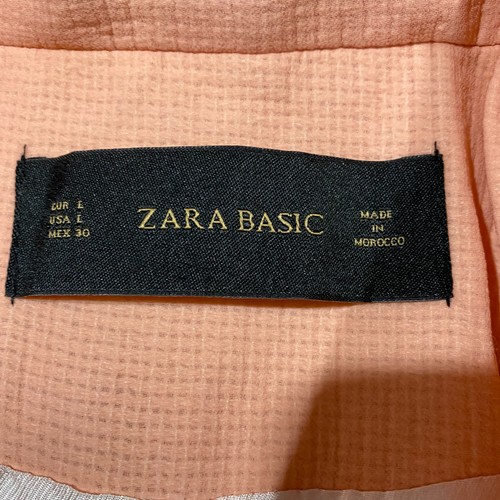 EUR L
USA L
MEX 30
ZARA BASIC
MADE
IN
MOROCCO